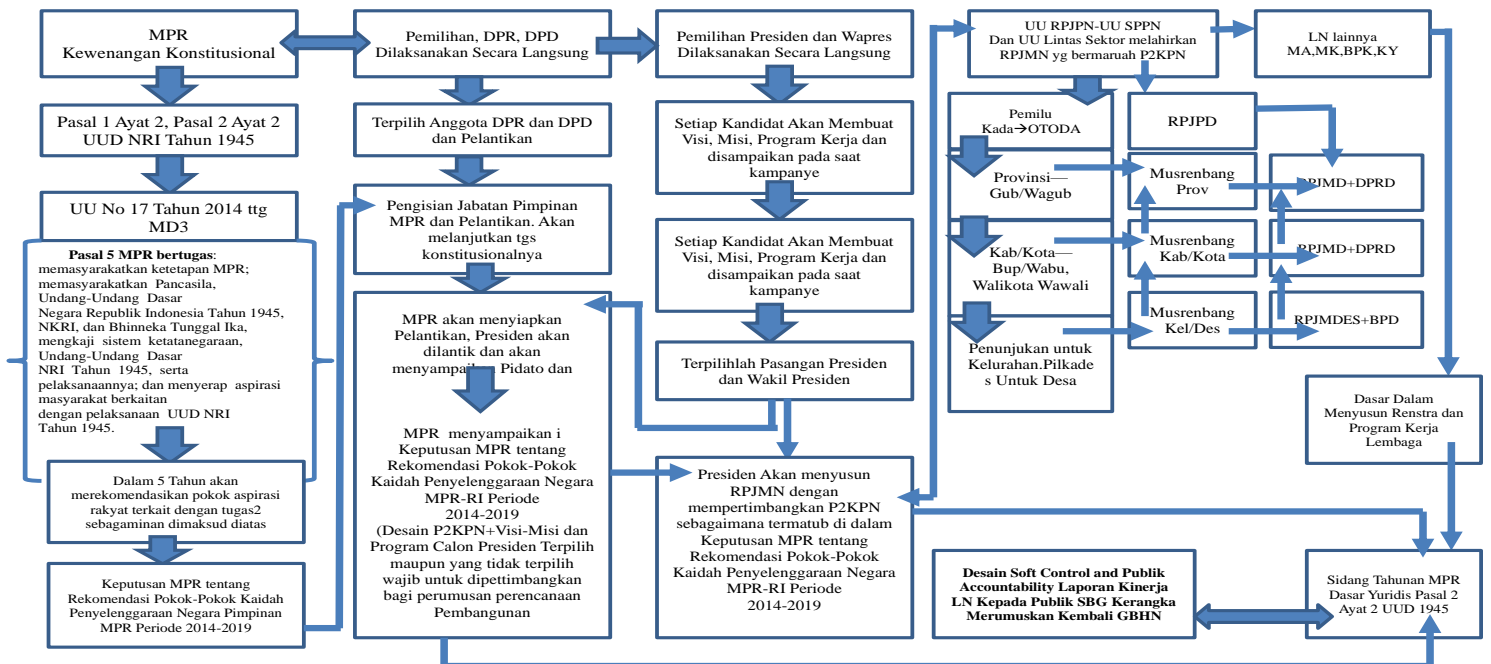 MPR
Kewenangan Konstitusional
Pasal 1 Ayat 2, Pasal 2 Ayat 2
UUD NRI Tahun 1945
UU No 17 Tahun 2014 ttg
MD3
Pasal 5 MPR bertugas:
memasyarakatkan ketetapan MPR;
memasyarakatkan Pancasila,
Undang-Undang Dasar
Negara Republik Indonesia Tahun 1945,
NKRI, dan Bhinneka Tunggal Ika,
mengkaji sistem ketatanegaraan,
Undang-Undang Dasar
NRI Tahun 1945, serta
pelaksanaannya; dan menyerap aspirasi
masyarakat berkaitan
dengan pelaksanaan UUD NRI
Tahun 1945.
Dalam 5 Tahun akan
merekomendasikan pokok aspirasi
rakyat terkait dengan tugas2
sebagaminan dimaksud diatas
Keputusan MPR tentang
Rekomendasi Pokok-Pokok Kaidah
Penyelenggaraan Negara Pimpinan
MPR Periode 2014-2019
Pemilihan, DPR, DPD
Dilaksanakan Secara Langsung
Terpilih Anggota DPR dan DPD
dan Pelantikan
Pengisian Jabatan Pimpinan
MPR dan Pelantikan. Akan
melanjutkan tgs
konstitusionalnya
MPR akan menyiapkan
Pelantikan, Presiden akan
dilantik dan akan
menyampaikan Pidato dan
MPR menyampaikan i
Keputusan MPR tentang
Rekomendasi Pokok-Pokok
Kaidah Penyelenggaraan Negara
MPR-RI Periode
2014-2019
(Desain P2KPN+Visi-Misi dan
Program Calon Presiden Terpilih
maupun yang tidak terpilih
wajib untuk dipettimbangkan
bagi perumusan perencanaan
Pembangunan
Pemilihan Presiden dan Wapres
Dilaksanakan Secara Langsung
Setiap Kandidat Akan Membuat
Visi, Misi, Program Kerja dan
disampaikan pada saat
kampanye
Setiap Kandidat Akan Membuat
Visi, Misi, Program Kerja dan
disampaikan pada saat
kampanye
Terpilihlah Pasangan Presiden
dan Wakil Presiden
Presiden Akan menyusun
RPJMN dengan
mempertimbangkan P2KPN
sebagaimana termatub di dalam
Keputusan MPR tentang
Rekomendasi Pokok-Pokok
Kaidah Penyelenggaraan Negara
MPR-RI Periode
2014-2019
UU RPJPN-UU SPPN
Dan UU Lintas Sektor melahirkan
RPJMN yg bermaruah P2KPN
Pemilu
Kada→OTODA
Provinsi—
Gub/Wagub
Kab/Kota—
Bup/Wabu,
Walikota Wawali
Penunjukan untuk
Kelurahan.Pilkade
s Untuk Desa
RPJPD
Musrenbang
Prov
Musrenbang
Kab/Kota
Musrenbang
Kel/Des
RPJMD+DPRD
RPJMD+DPRD
RPJMDES+BPD
LN lainnya
MA,MK,BPK,KY
Dasar Dalam
Menyusun Renstra dan
Program Kerja
Lembaga
Desain Soft Control and Publik
Accountability Laporan Kinerja
LN Kepada Publik SBG Kerangka
Merumuskan Kembali GBHN
Sidang Tahunan MPR
Dasar Yuridis Pasal 2
Ayat 2 UUD 1945